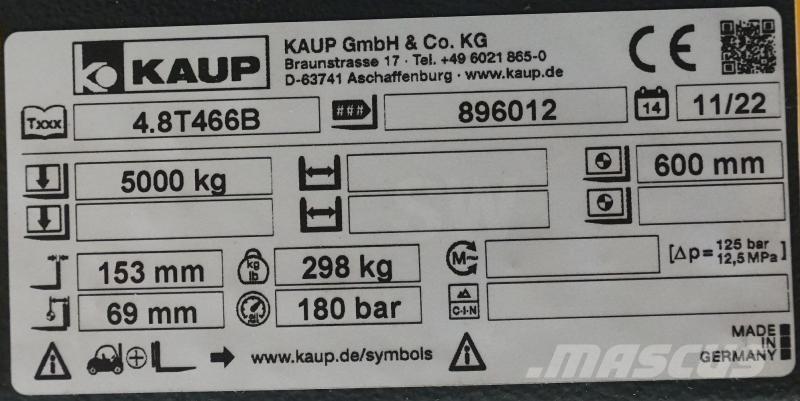 KAUP
KAUP GmbH & Co. KG
Braunstrasse 17 · Tel. +49 6021 865-0
D-63741 Aschaffenburg · www.kaup.de
CE
Txxx 4.8T466B ### 896012 14 11/22
5000 kg 600 mm
153 mm kg lb 298 kg M~ [Δp= 125 bar 12,5 MPa]
69 mm oil 180 bar C-I-N
www.kaup.de/symbols
MADE
IN
GERMANY
MASCUS